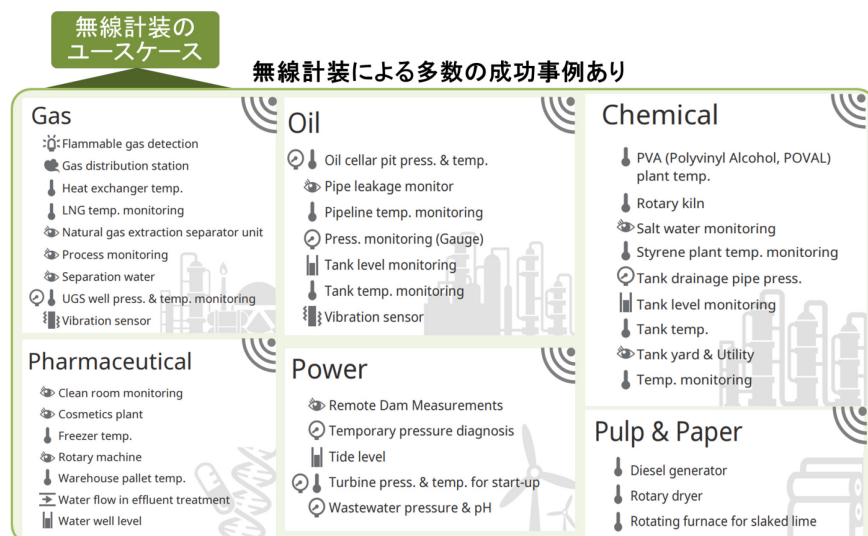 無線計装の
ユースケース
無線計装による多数の成功事例あり
Gas
Flammable gas detection
Gas distribution station
Heat exchanger temp.
LNG temp. monitoring
Natural gas extraction separator unit
Process monitoring
Separation water
UGS well press. & temp. monitoring
Vibration sensor
Oil
Oil cellar pit press. & temp.
Pipe leakage monitor
Pipeline temp. monitoring
Press. monitoring (Gauge)
Tank level monitoring
Tank temp. monitoring
Vibration sensor
Chemical
PVA (Polyvinyl Alcohol, POVAL)
plant temp.
Rotary kiln
Salt water monitoring
Styrene plant temp. monitoring
Tank drainage pipe press.
Tank level monitoring
Tank temp.
Tank yard & Utility
Temp. monitoring
Pharmaceutical
Clean room monitoring
Cosmetics plant
Freezer temp.
Rotary machine
Warehouse pallet temp.
Water flow in effluent treatment
Water well level
Power
Remote Dam Measurements
Temporary pressure diagnosis
Tide level
Turbine press. & temp. for start-up
Wastewater pressure & pH
Pulp & Paper
Diesel generator
Rotary dryer
Rotating furnace for slaked lime